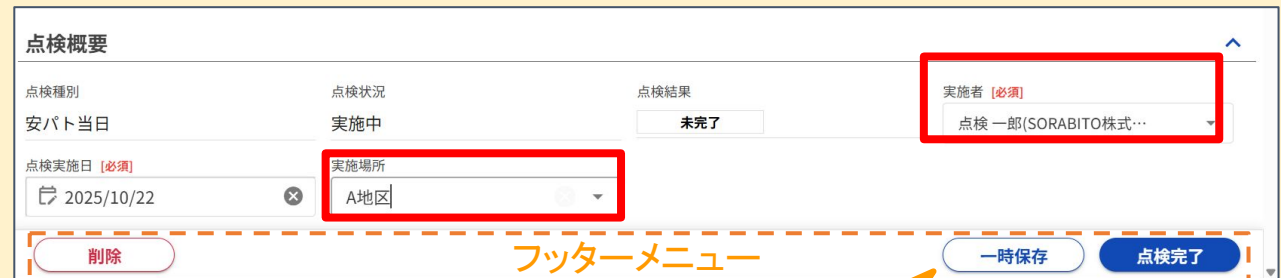 点検概要
点検種別
安パト当日
点検状況
実施中
点検結果
未完了
実施者 [必須]
点検 一郎(SORABITO株式…
点検実施日 [必須]
2025/10/22
実施場所
A地区
削除
フッターメニュー
一時保存
点検完了